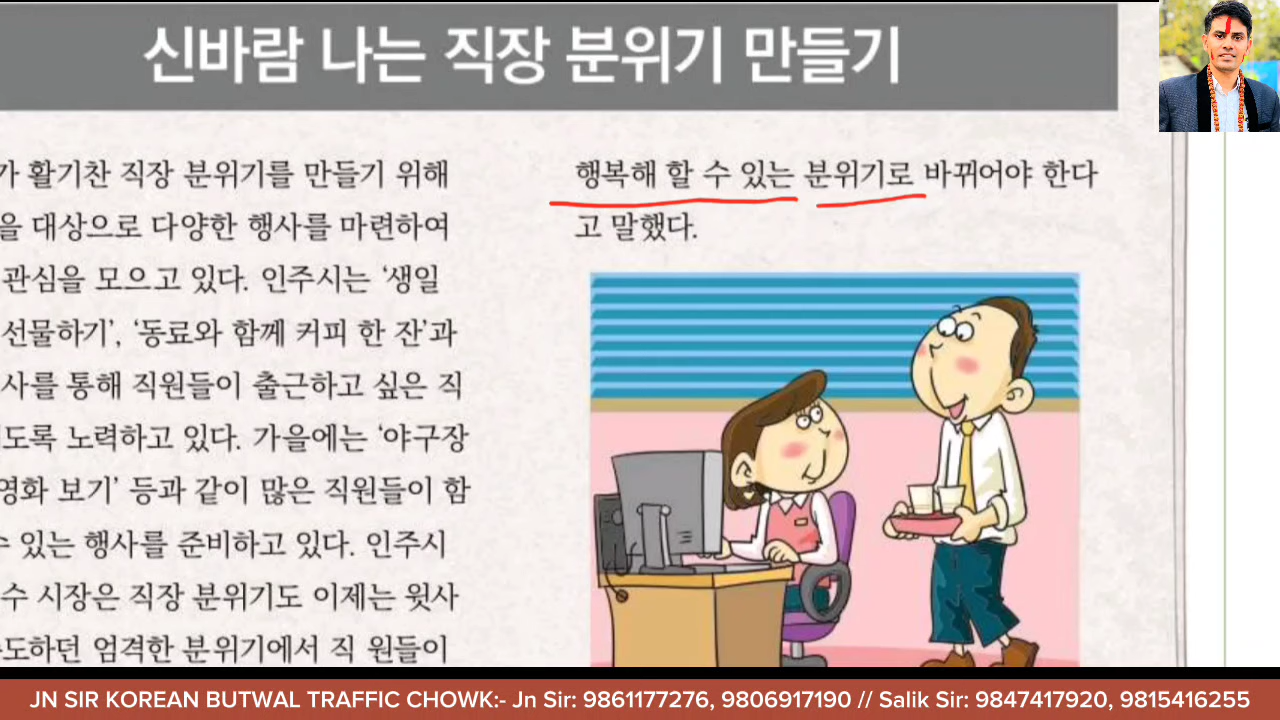 신바람 나는 직장 분위기 만들기
가 활기찬 직장 분위기를 만들기 위해
을 대상으로 다양한 행사를 마련하여
관심을 모으고 있다. 인주시는 ‘생일
선물하기’, ‘동료와 함께 커피 한 잔’과
사를 통해 직원들이 출근하고 싶은 직
도록 노력하고 있다. 가을에는 ‘야구장
영화 보기’ 등과 같이 많은 직원들이 함
있는 행사를 준비하고 있다. 인주시
수 시장은 직장 분위기도 이제는 윗사
도하던 엄격한 분위기에서 직 원들이
행복해 할 수 있는 분위기로 바뀌어야 한다
고 말했다.
JN SIR KOREAN BUTWAL TRAFFIC CHOWK:- Jn Sir: 9861177276, 9806917190 // Salik Sir: 9847417920, 9815416255